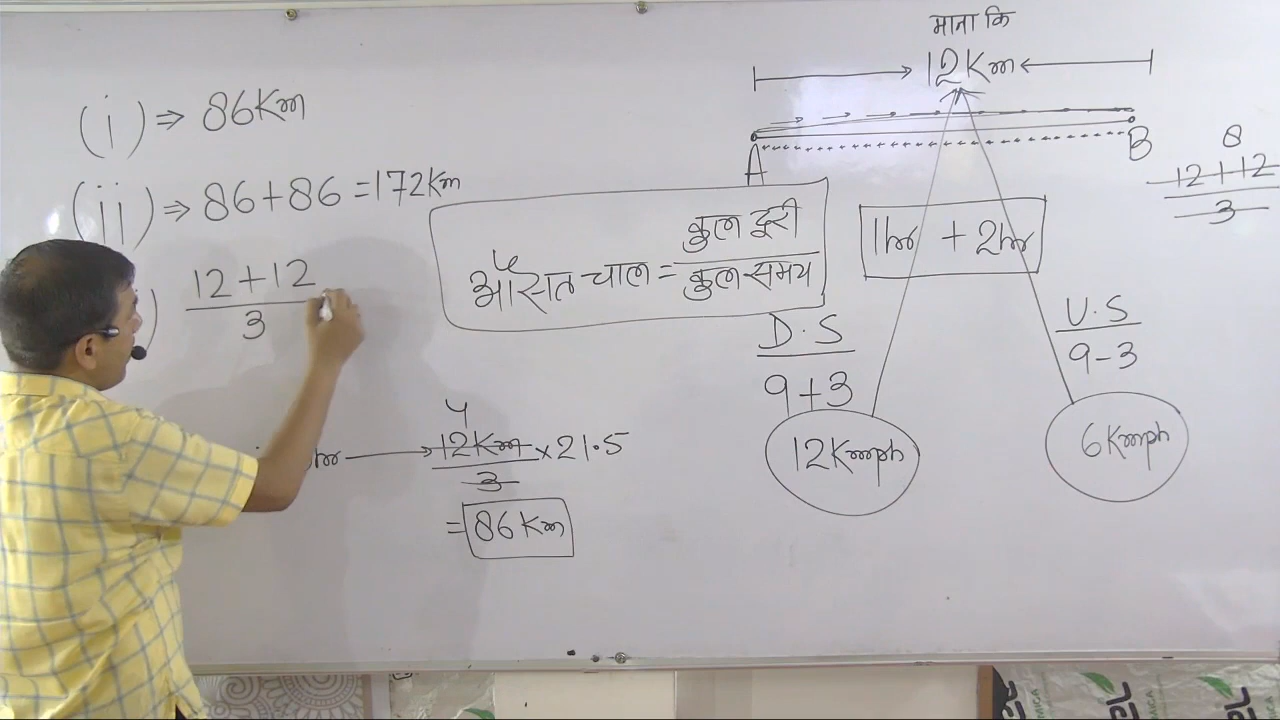 (i) ⇒ 86Km
(ii) ⇒ 86+86 = 172Km
)
12+12
3
औसत चाल = कुल दूरी
कुल समय
hr → 12Km × 21.5
4
3
= 86Km
माना कि
12Km
A
B
1hr + 2hr
D.S
9+3
12Kmph
U.S
9-3
6Kmph
8
12+12
3